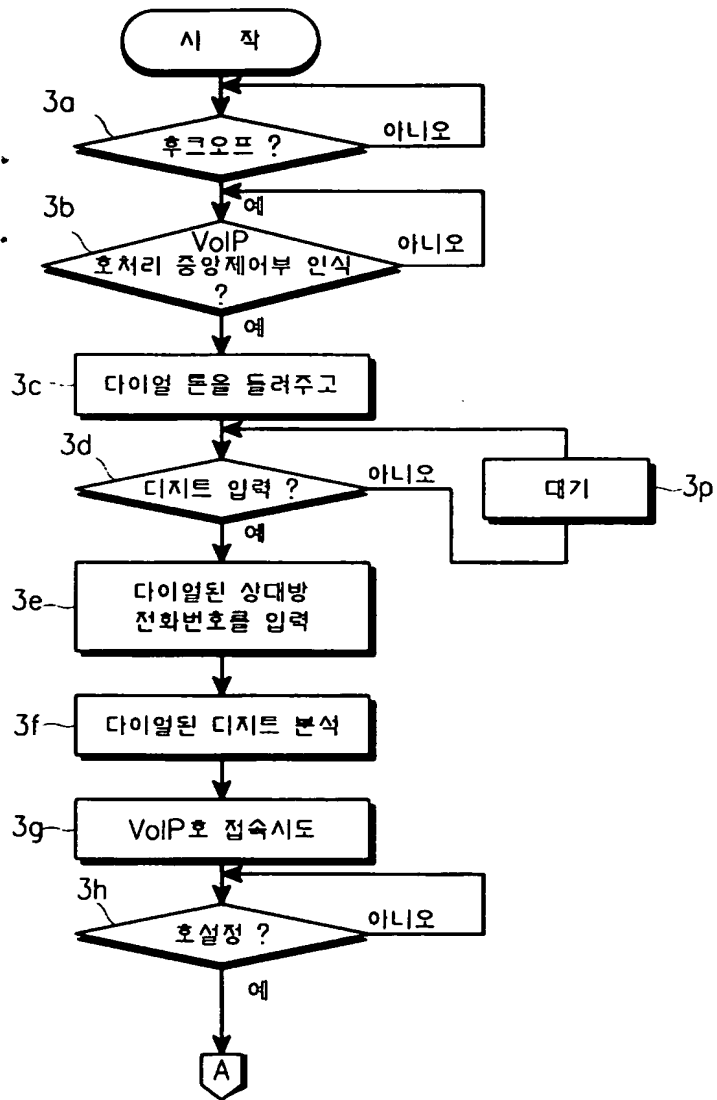 시 작
3a
후크오프 ?
아니오
예
3b
VoIP
호처리 중앙제어부 인식
?
아니오
예
3c
다이얼 톤을 들려주고
3d
디지트 입력 ?
아니오
대기
3p
예
3e
다이얼된 상대방
전화번호를 입력
3f
다이얼된 디지트 분석
3g
VoIP호 접속시도
3h
호설정 ?
아니오
예
A